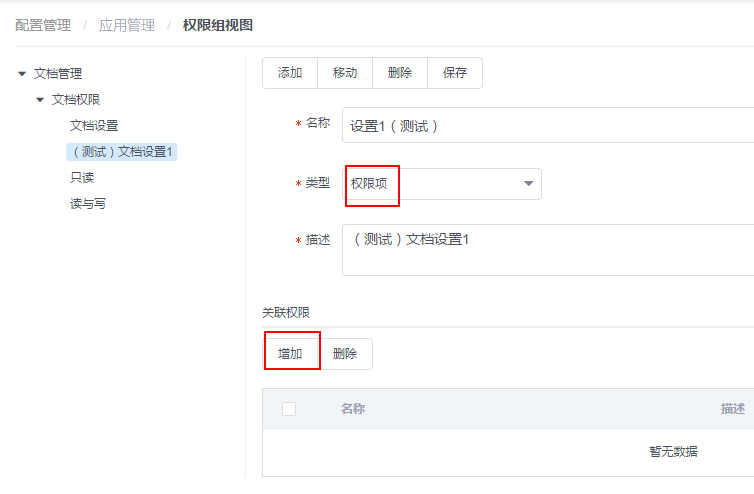 配置管理 / 应用管理 / 权限组视图
文档管理
文档权限
文档设置
（测试）文档设置1
只读
读与写
添加 移动 删除 保存
* 名称 设置1（测试）
* 类型 权限项
* 描述 （测试）文档设置1
关联权限
增加 删除
名称 描述
暂无数据